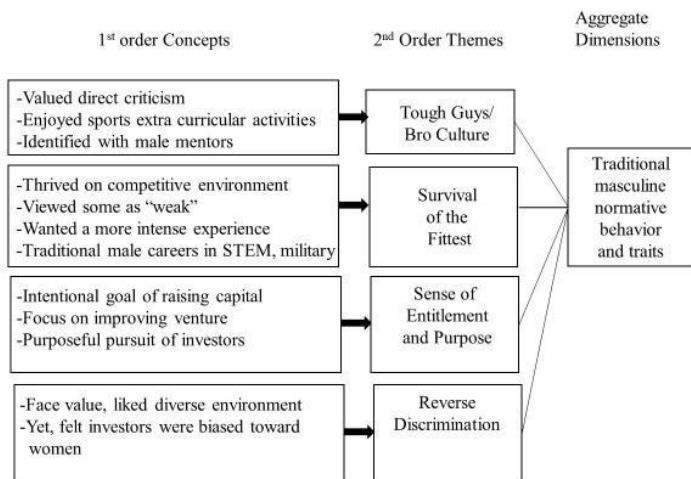 1st order Concepts
2nd Order Themes
Aggregate
Dimensions
-Valued direct criticism
-Enjoyed sports extra curricular activities
-Identified with male mentors
Tough Guys/
Bro Culture
-Thrived on competitive environment
-Viewed some as “weak”
-Wanted a more intense experience
-Traditional male careers in STEM, military
Survival
of the
Fittest
-Intentional goal of raising capital
-Focus on improving venture
-Purposeful pursuit of investors
Sense of
Entitlement
and Purpose
-Face value, liked diverse environment
-Yet, felt investors were biased toward
women
Reverse
Discrimination
Traditional
masculine
normative
behavior
and traits